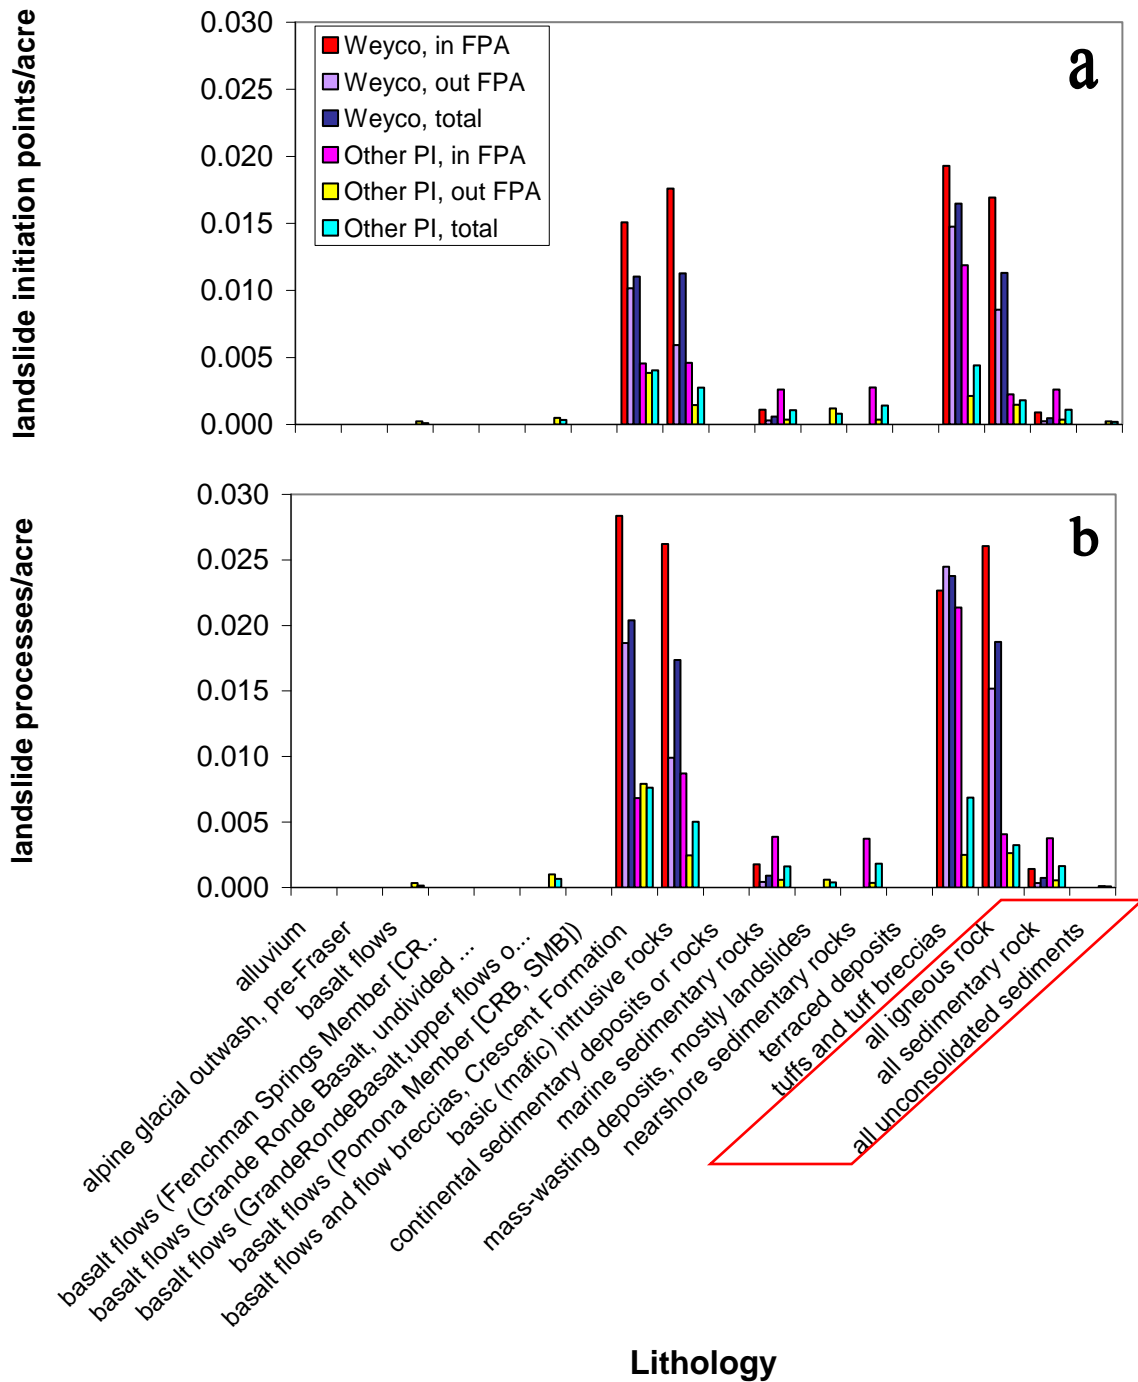 landslide initiation points/acre
0.030
0.025
0.020
0.015
0.010
0.005
0.000
Weyco, in FPA
Weyco, out FPA
Weyco, total
Other PI, in FPA
Other PI, out FPA
Other PI, total
a
landslide processes/acre
0.030
0.025
0.020
0.015
0.010
0.005
0.000
b
alluvium
alpine glacial outwash, pre-Fraser
basalt flows
basalt flows (Frenchman Springs Member [CR..
basalt flows (Grande Ronde Basalt, undivided ...
basalt flows (GrandeRondeBasalt,upper flows o...
basalt flows (Pomona Member [CRB, SMB])
basalt flows and flow breccias, Crescent Formation
basic (mafic) intrusive rocks
continental sedimentary deposits or rocks
marine sedimentary rocks
mass-wasting deposits, mostly landslides
nearshore sedimentary rocks
terraced deposits
tuffs and tuff breccias
all igneous rock
all sedimentary rock
all unconsolidated sediments
Lithology